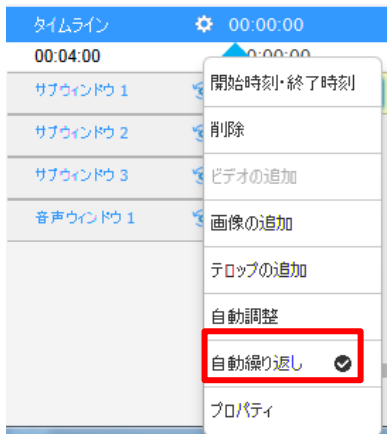 タイムライン 00:00:00
00:04:00 0:00:00
サブウィンドウ 1
サブウィンドウ 2
サブウィンドウ 3
音声ウィンドウ 1
開始時刻・終了時刻
削除
ビデオの追加
画像の追加
テロップの追加
自動調整
自動繰り返し
プロパティ